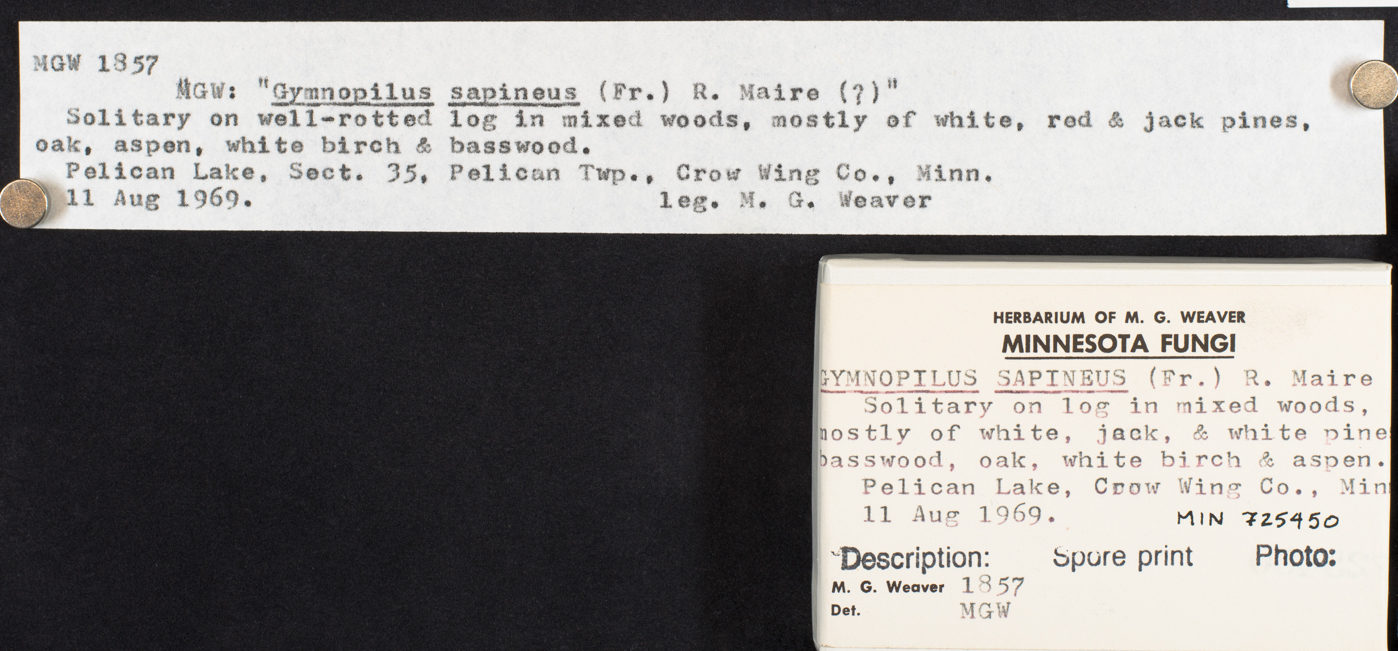 MGW 1857
MGW: "Gymnopilus sapineus (Fr.) R. Maire (?)"
Solitary on well-rotted log in mixed woods, mostly of white, red & jack pines,
oak, aspen, white birch & basswood.
Pelican Lake, Sect. 35, Pelican Twp., Crow Wing Co., Minn.
11 Aug 1969. leg. M. G. Weaver
HERBARIUM OF M. G. WEAVER
MINNESOTA FUNGI
GYMNOPILUS SAPINEUS (Fr.) R. Maire
Solitary on log in mixed woods,
mostly of white, jack, & white pine
basswood, oak, white birch & aspen.
Pelican Lake, Crow Wing Co., Min
11 Aug 1969. MIN 725450
Description: Spore print Photo:
M. G. Weaver 1857
Det. MGW